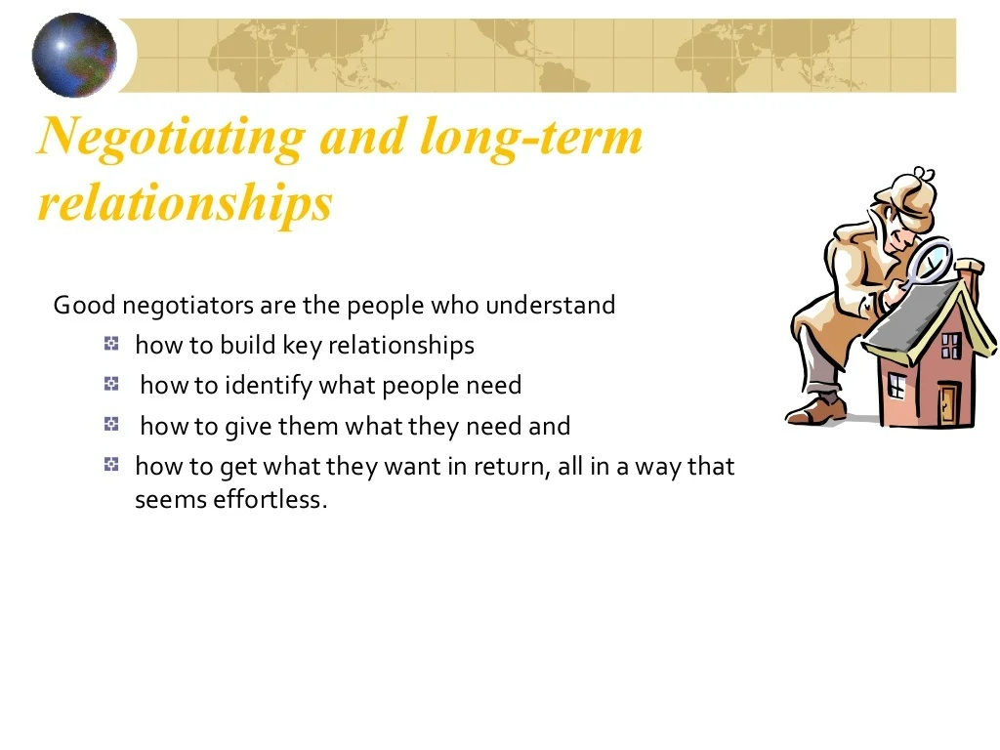 Negotiating and long-term
relationships
Good negotiators are the people who understand
how to build key relationships
how to identify what people need
how to give them what they need and
how to get what they want in return, all in a way that
seems effortless.